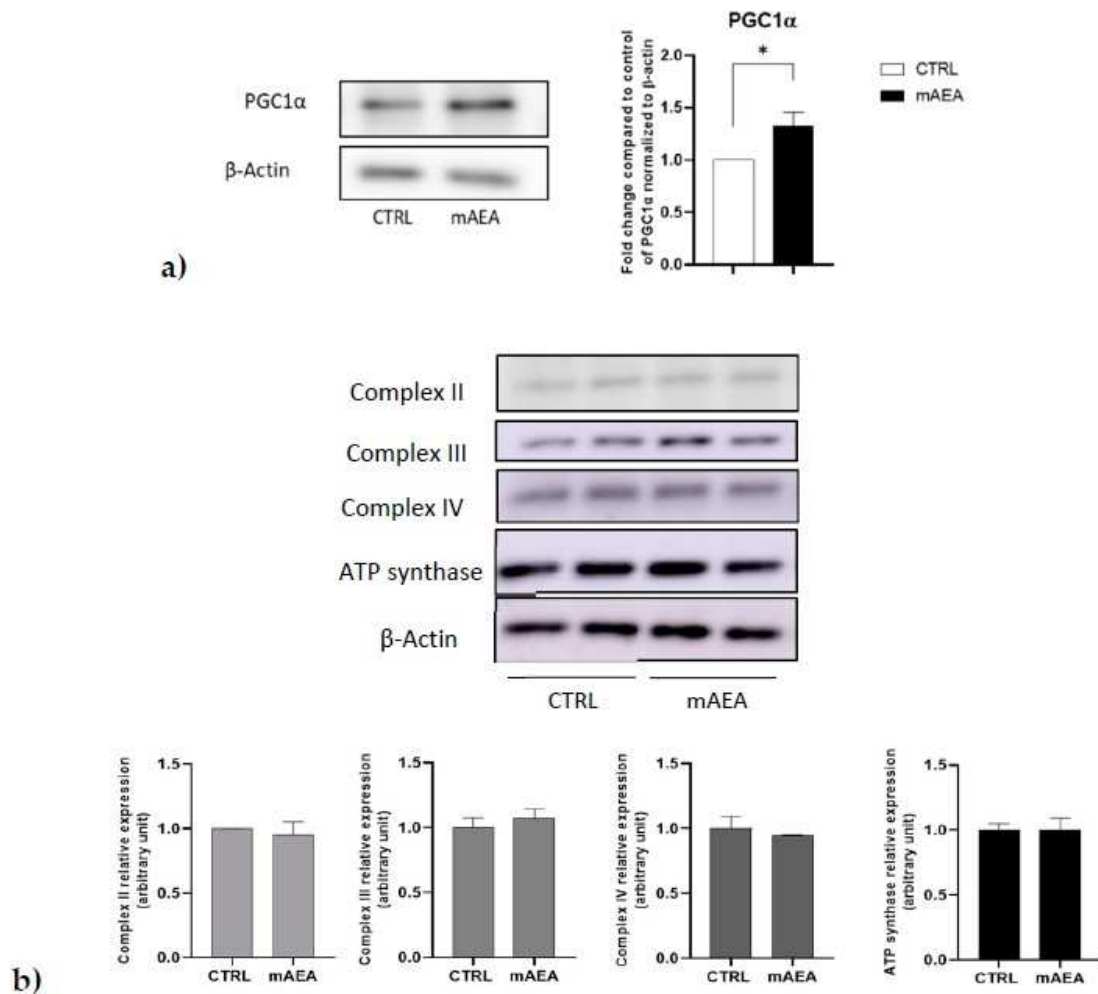 PGC1α
β-Actin
CTRL mAEA
PGC1α
Fold change compared to control
of PGC1α normalized to β-actin
2.0
1.5
1.0
0.5
0.0
*
CTRL
mAEA
a)
Complex II
Complex III
Complex IV
ATP synthase
β-Actin
CTRL mAEA
Complex II relative expression
(arbitrary unit)
1.5
1.0
0.5
0.0
CTRL mAEA
Complex III relative expression
(arbitrary unit)
1.5
1.0
0.5
0.0
CTRL mAEA
Complex IV relative expression
(arbitrary unit)
1.5
1.0
0.5
0.0
CTRL mAEA
ATP synthase relative expression
(arbitrary unit)
1.5
1.0
0.5
0.0
CTRL mAEA
b)